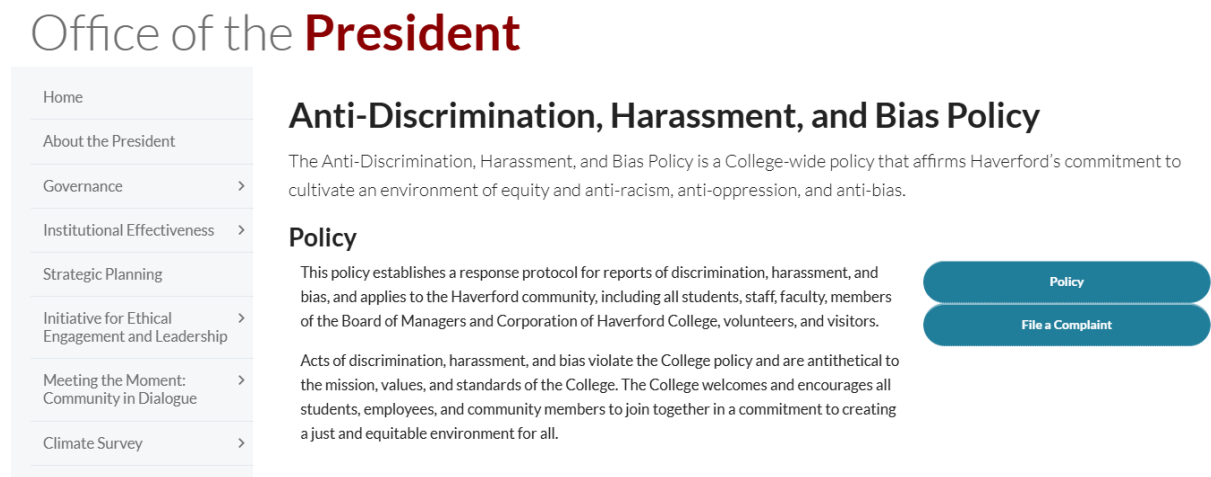 Office of the President
Home
About the President
Governance
Institutional Effectiveness
Strategic Planning
Initiative for Ethical
Engagement and Leadership
Meeting the Moment:
Community in Dialogue
Climate Survey
Anti-Discrimination, Harassment, and Bias Policy
The Anti-Discrimination, Harassment, and Bias Policy is a College-wide policy that affirms Haverford’s commitment to
cultivate an environment of equity and anti-racism, anti-oppression, and anti-bias.
Policy
This policy establishes a response protocol for reports of discrimination, harassment, and
bias, and applies to the Haverford community, including all students, staff, faculty, members
of the Board of Managers and Corporation of Haverford College, volunteers, and visitors.
Acts of discrimination, harassment, and bias violate the College policy and are antithetical to
the mission, values, and standards of the College. The College welcomes and encourages all
students, employees, and community members to join together in a commitment to creating
a just and equitable environment for all.
Policy
File a Complaint